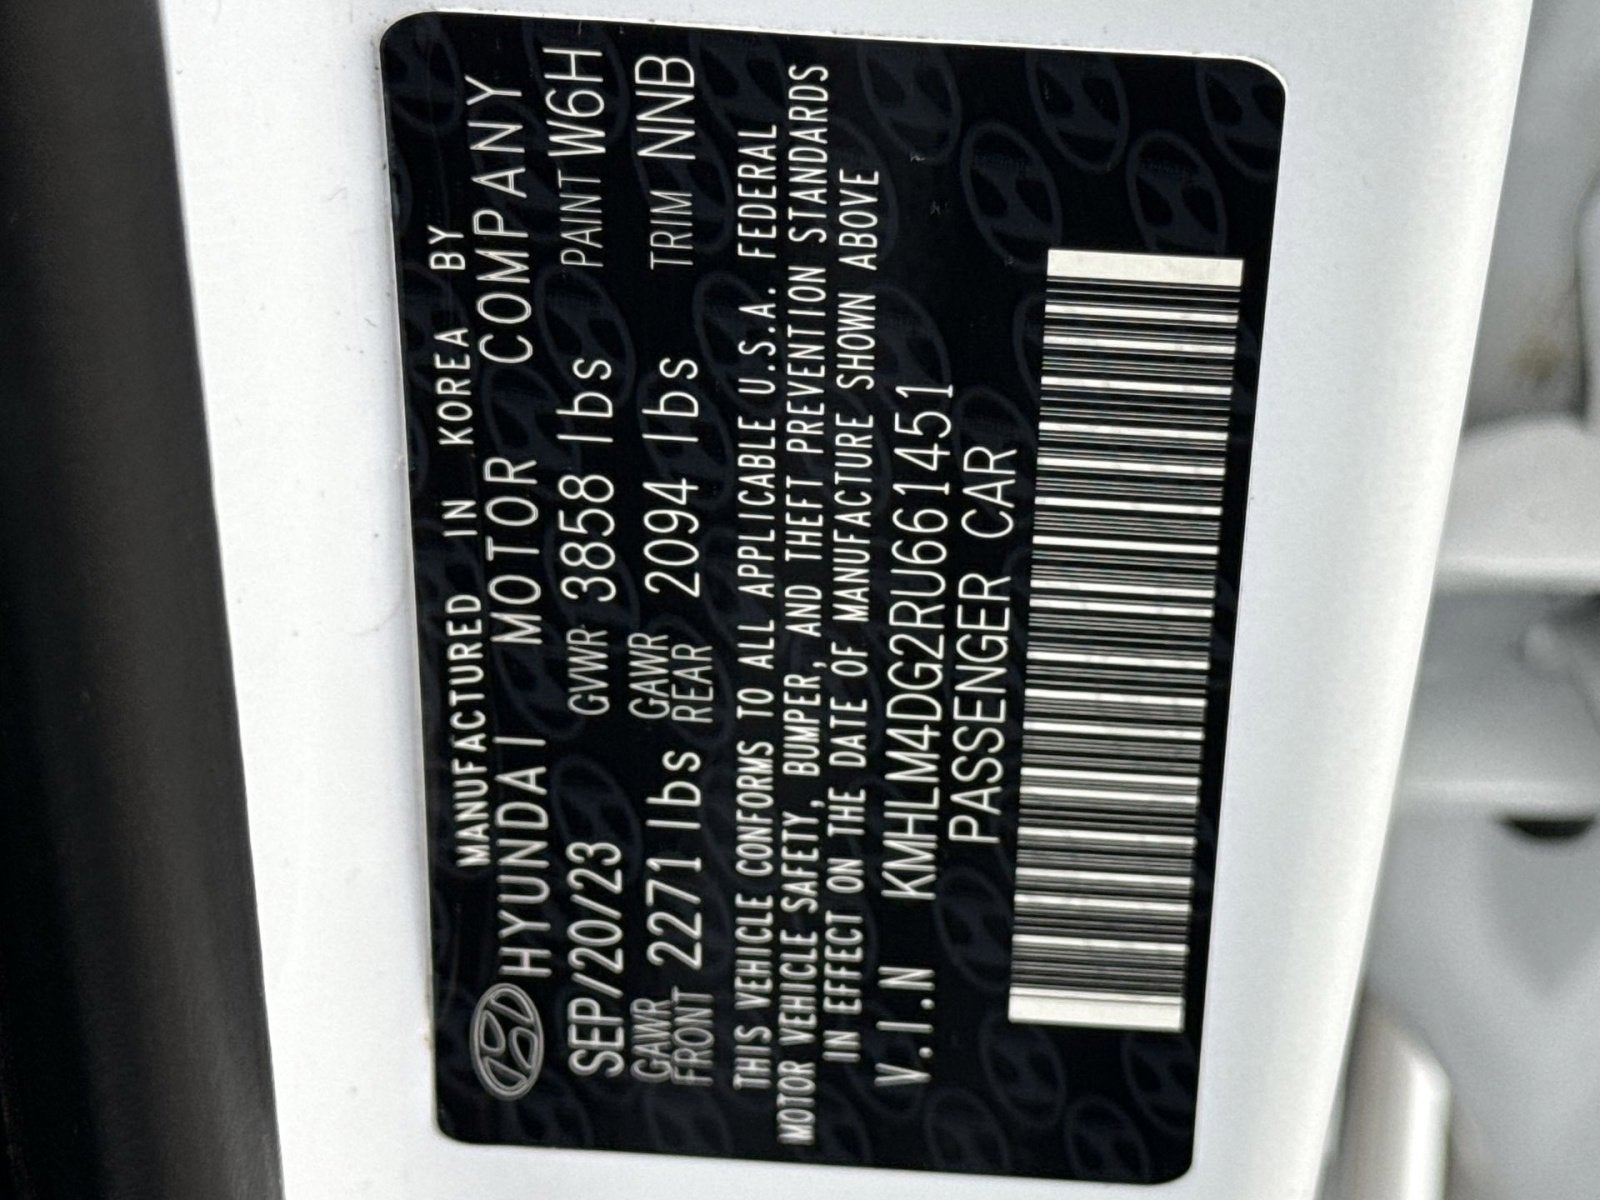 MANUFACTURED IN KOREA BY
HYUNDAI MOTOR COMPANY
SEP/20/23 GVWR 3858 lbs PAINT W6H
GAWR FRONT 2271 lbs GAWR REAR 2094 lbs TRIM NNB
THIS VEHICLE CONFORMS TO ALL APPLICABLE U.S.A. FEDERAL
MOTOR VEHICLE SAFETY, BUMPER, AND THEFT PREVENTION STANDARDS
IN EFFECT ON THE DATE OF MANUFACTURE SHOWN ABOVE
V.I.N KMHLM4DG2RU661451
PASSENGER CAR